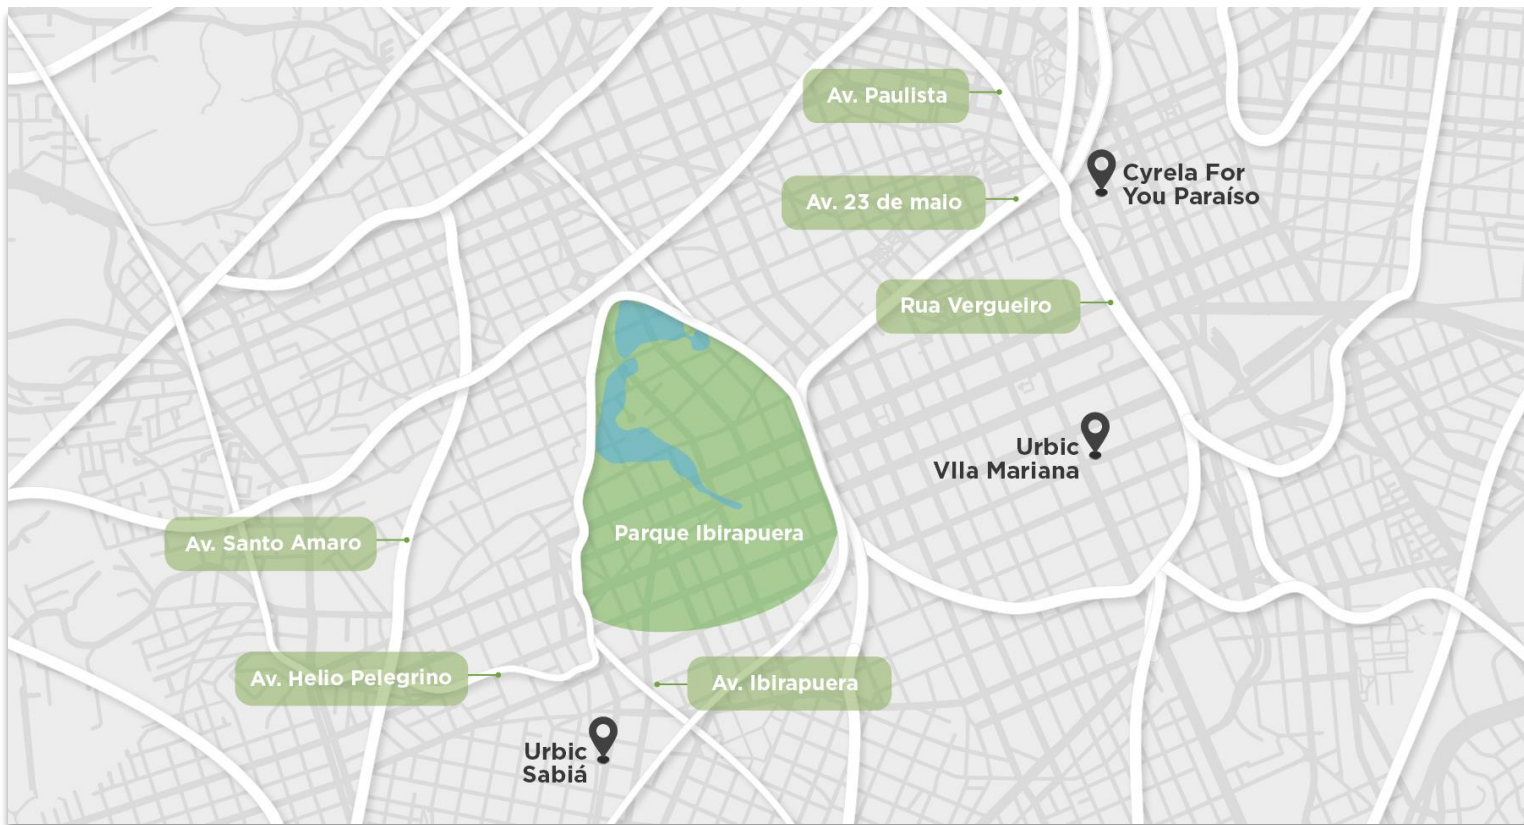 Av. Paulista
Cyrela For
You Paraíso
Av. 23 de maio
Rua Vergueiro
Urbic
VIla Mariana
Parque Ibirapuera
Av. Santo Amaro
Av. Helio Pelegrino
Av. Ibirapuera
Urbic
Sabiá